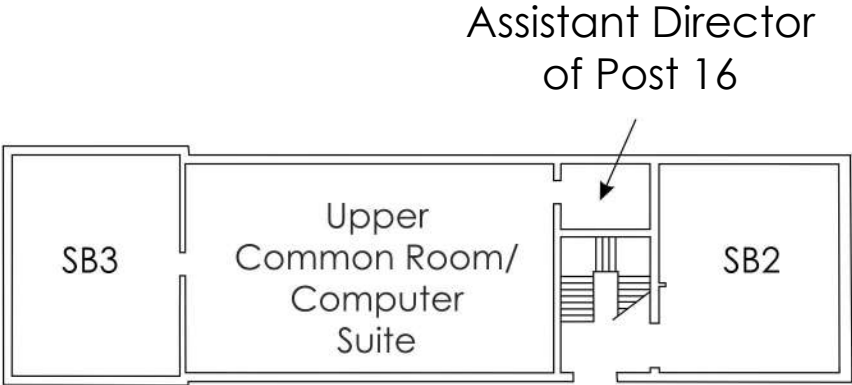 Assistant Director
of Post 16
SB3
Upper
Common Room/
Computer
Suite
SB2